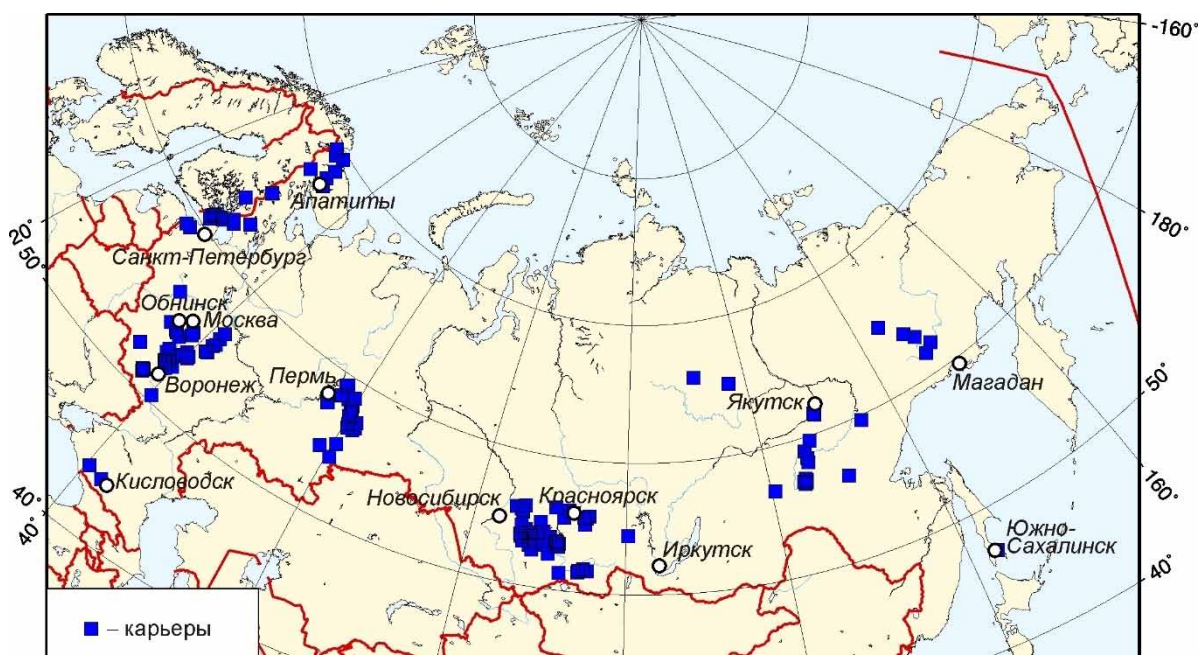 -160°
180°
160°
50°
40°
20°
50°
40°
40°
Апатиты
Санкт-Петербург
Обнинск
Москва
Воронеж
Пермь
Кисловодск
Новосибирск
Красноярск
Иркутск
Якутск
Магадан
Южно-
Сахалинск
– карьеры